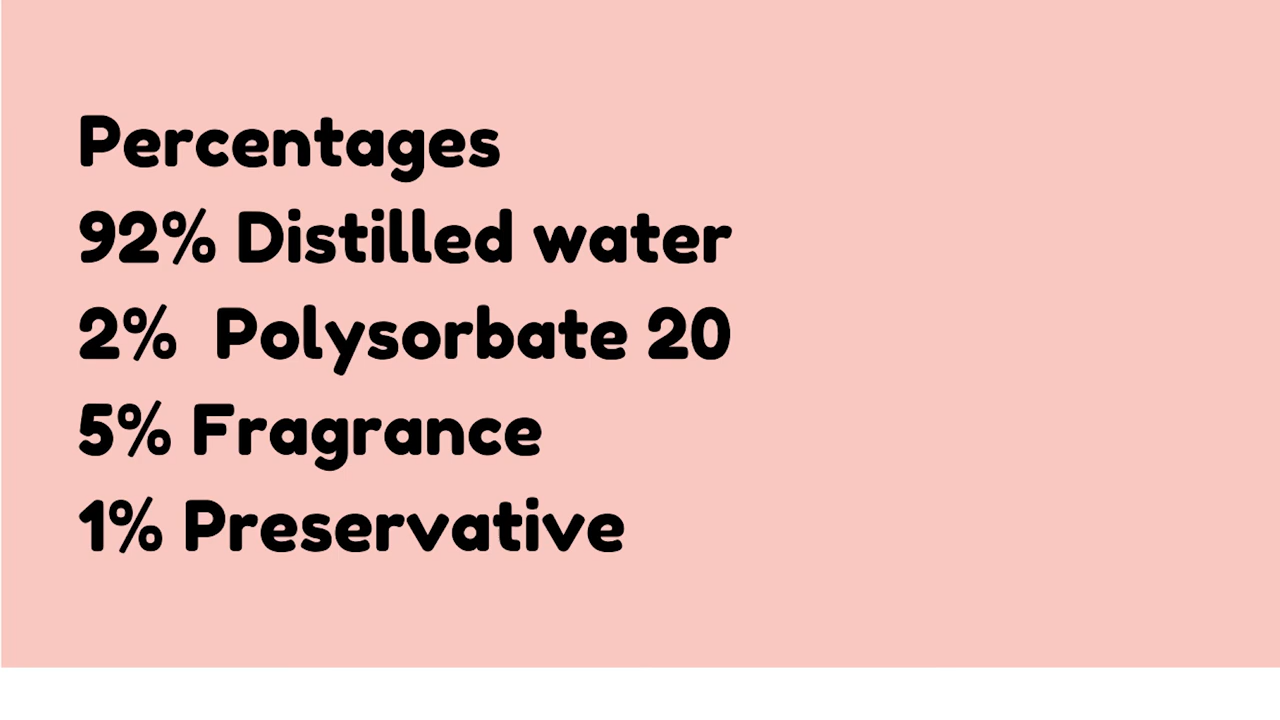 Percentages
92% Distilled water
2%  Polysorbate 20
5% Fragrance
1% Preservative